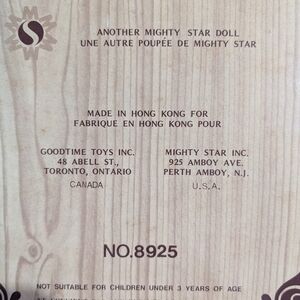 ANOTHER MIGHTY STAR DOLL
UNE AUTRE POUPÉE DE MIGHTY STAR
MADE IN HONG KONG FOR
FABRIQUE EN HONG KONG POUR
GOODTIME TOYS INC.
48 ABELL ST.,
TORONTO, ONTARIO
CANADA
MIGHTY STAR INC.
925 AMBOY AVE.
PERTH AMBOY, N.J.
U.S.A.
NO.8925
NOT SUITABLE FOR CHILDREN UNDER 3 YEARS OF AGE